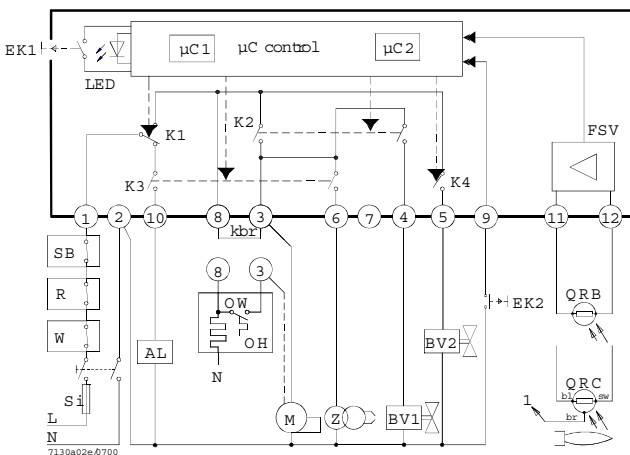 µC1 µC control µC2
EK1
LED
FSV
K1
K2
K3
K4
1 2 10 8 3 6 7 4 5 9 11 12
kbr
SB
8 3
R
EK2
QRB
OW
W
OH
AL
BV2
N
QRC
Si
bl sw
1
br
L
M Z BV1
N
7130a02e/0700